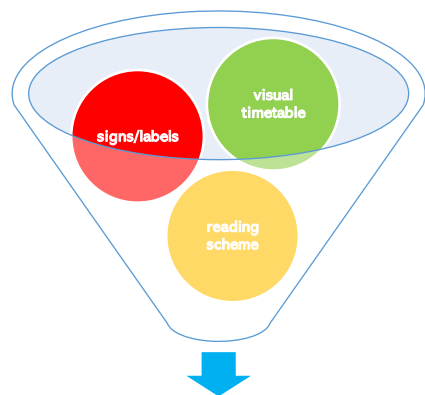 visual
timetable
signs/labels
reading
scheme